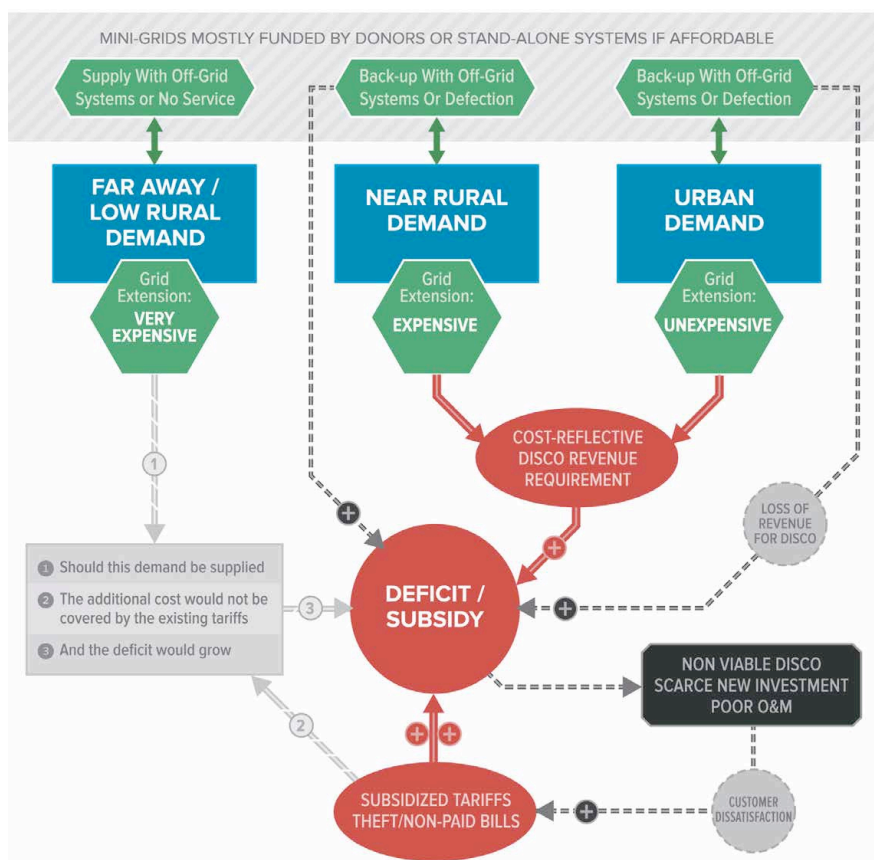 MINI-GRIDS MOSTLY FUNDED BY DONORS OR STAND-ALONE SYSTEMS IF AFFORDABLE
Supply With Off-Grid
Systems or No Service
Back-up With Off-Grid
Systems Or Defection
Back-up With Off-Grid
Systems Or Defection
FAR AWAY /
LOW RURAL
DEMAND
NEAR RURAL
DEMAND
URBAN
DEMAND
Grid
Extension:
VERY
EXPENSIVE
Grid
Extension:
EXPENSIVE
Grid
Extension:
UNEXPENSIVE
COST-REFLECTIVE
DISCO REVENUE
REQUIREMENT
1
LOSS OF
REVENUE
FOR DISCO
+
+
1 Should this demand be supplied
2 The additional cost would not be
covered by the existing tariffs
3 And the deficit would grow
3
DEFICIT /
SUBSIDY
+
NON VIABLE DISCO
SCARCE NEW INVESTMENT
POOR O&M
2
+ +
SUBSIDIZED TARIFFS
THEFT/NON-PAID BILLS
+
CUSTOMER
DISSATISFACTION